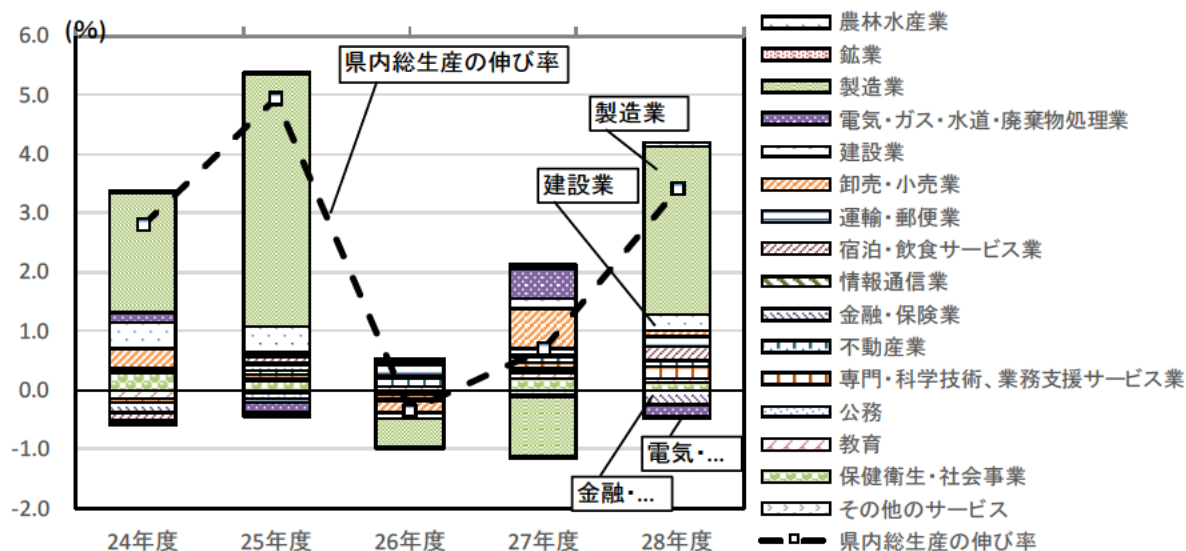 (%)
6.0
5.0
4.0
3.0
2.0
1.0
0.0
-1.0
-2.0
24年度
25年度
26年度
27年度
28年度
県内総生産の伸び率
製造業
建設業
電気・...
金融・...
農林水産業
鉱業
製造業
電気・ガス・水道・廃棄物処理業
建設業
卸売・小売業
運輸・郵便業
宿泊・飲食サービス業
情報通信業
金融・保険業
不動産業
専門・科学技術、業務支援サービス業
公務
教育
保健衛生・社会事業
その他のサービス
県内総生産の伸び率